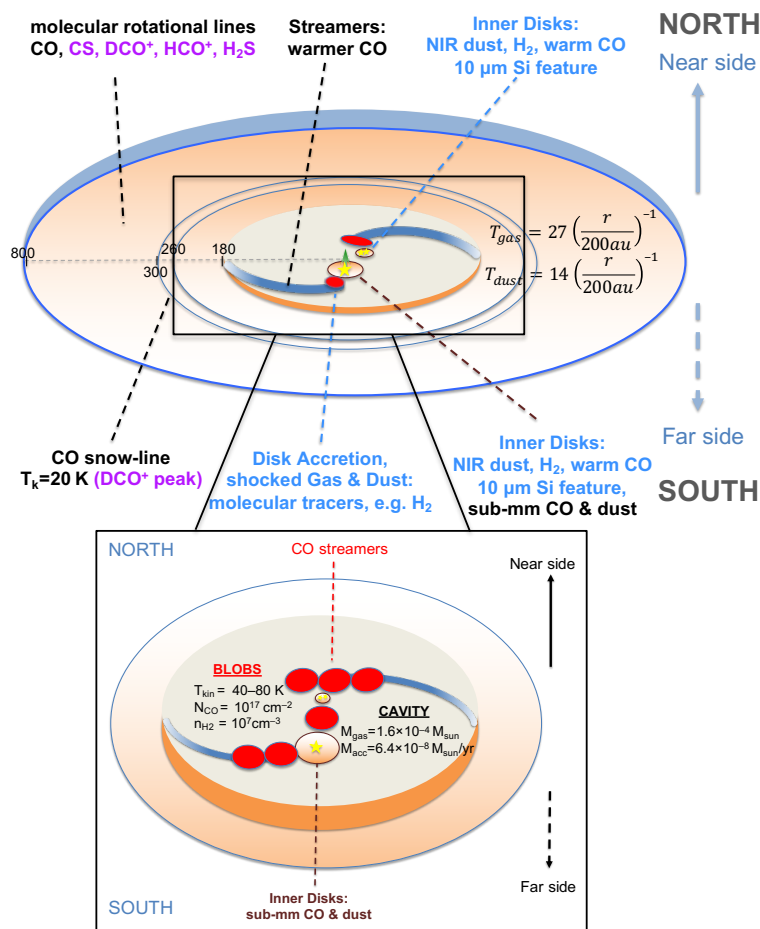 molecular rotational lines
CO, CS, DCO⁺, HCO⁺, H₂S
Streamers:
warmer CO
Inner Disks:
NIR dust, H₂, warm CO
10 µm Si feature
NORTH
Near side
800
300
260
180
T_gas = 27 (r/200au)⁻¹
T_dust = 14 (r/200au)⁻¹
CO snow-line
T_k=20 K (DCO⁺ peak)
Disk Accretion,
shocked Gas & Dust:
molecular tracers, e.g. H₂
Inner Disks:
NIR dust, H₂, warm CO
10 µm Si feature,
sub-mm CO & dust
Far side
SOUTH
NORTH
CO streamers
Near side
BLOBS
T_kin = 40–80 K
N_CO = 10¹⁷ cm⁻²
n_H2 = 10⁷cm⁻³
CAVITY
M_gas=1.6×10⁻⁴ M_sun
M_acc=6.4×10⁻⁸ M_sun/yr
Inner Disks:
sub-mm CO & dust
SOUTH
Far side